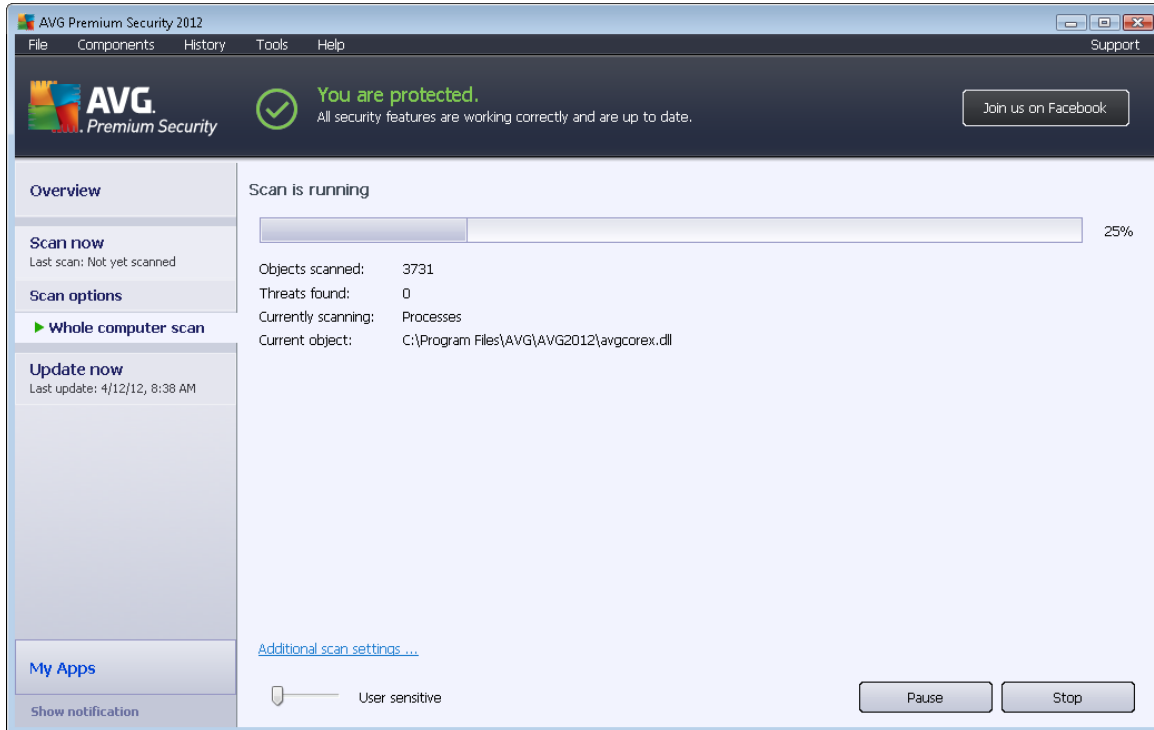 AVG Premium Security 2012
File Components History Tools Help Support
AVG.
Premium Security
You are protected.
All security features are working correctly and are up to date.
Join us on Facebook
Overview
Scan now
Last scan: Not yet scanned
Scan options
Whole computer scan
Update now
Last update: 4/12/12, 8:38 AM
My Apps
Show notification
Scan is running
25%
Objects scanned: 3731
Threats found: 0
Currently scanning: Processes
Current object: C:\Program Files\AVG\AVG2012\avgcorex.dll
Additional scan settings ...
User sensitive
Pause
Stop